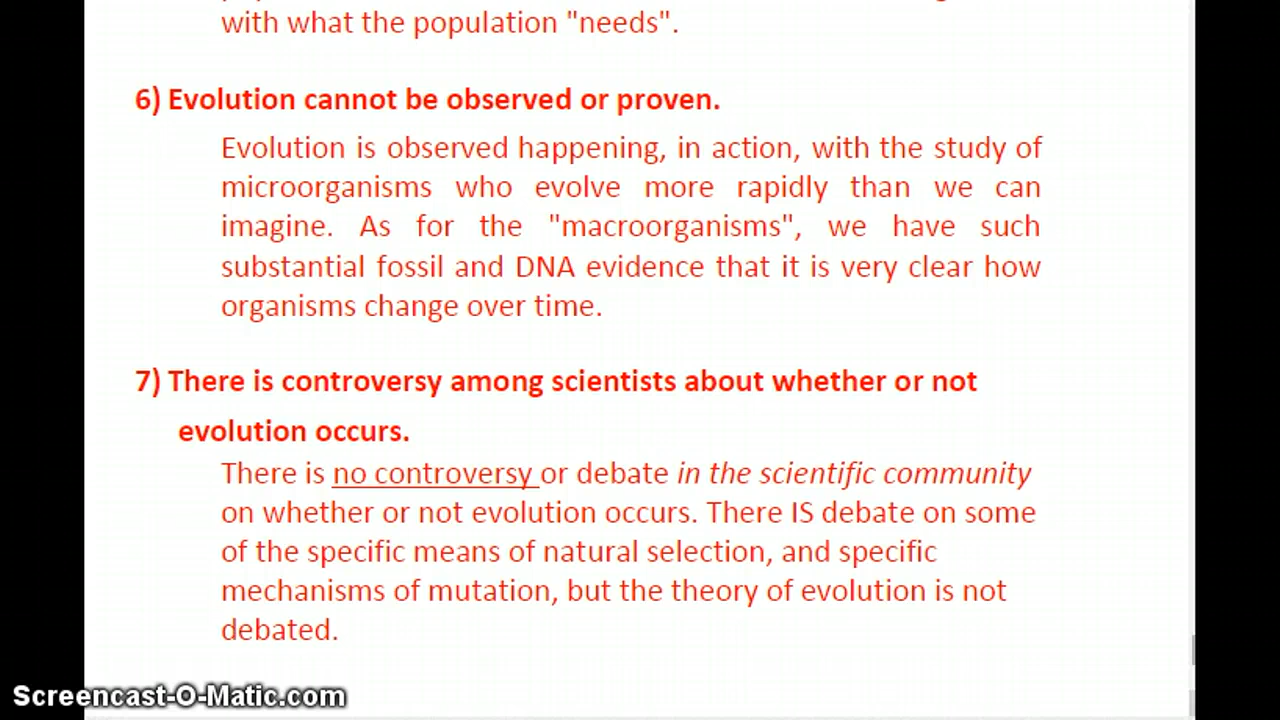 with what the population "needs".
6) Evolution cannot be observed or proven.
Evolution is observed happening, in action, with the study of
microorganisms who evolve more rapidly than we can
imagine. As for the "macroorganisms", we have such
substantial fossil and DNA evidence that it is very clear how
organisms change over time.
7) There is controversy among scientists about whether or not
evolution occurs.
There is no controversy or debate in the scientific community
on whether or not evolution occurs. There IS debate on some
of the specific means of natural selection, and specific
mechanisms of mutation, but the theory of evolution is not
debated.
Screencast-O-Matic.com